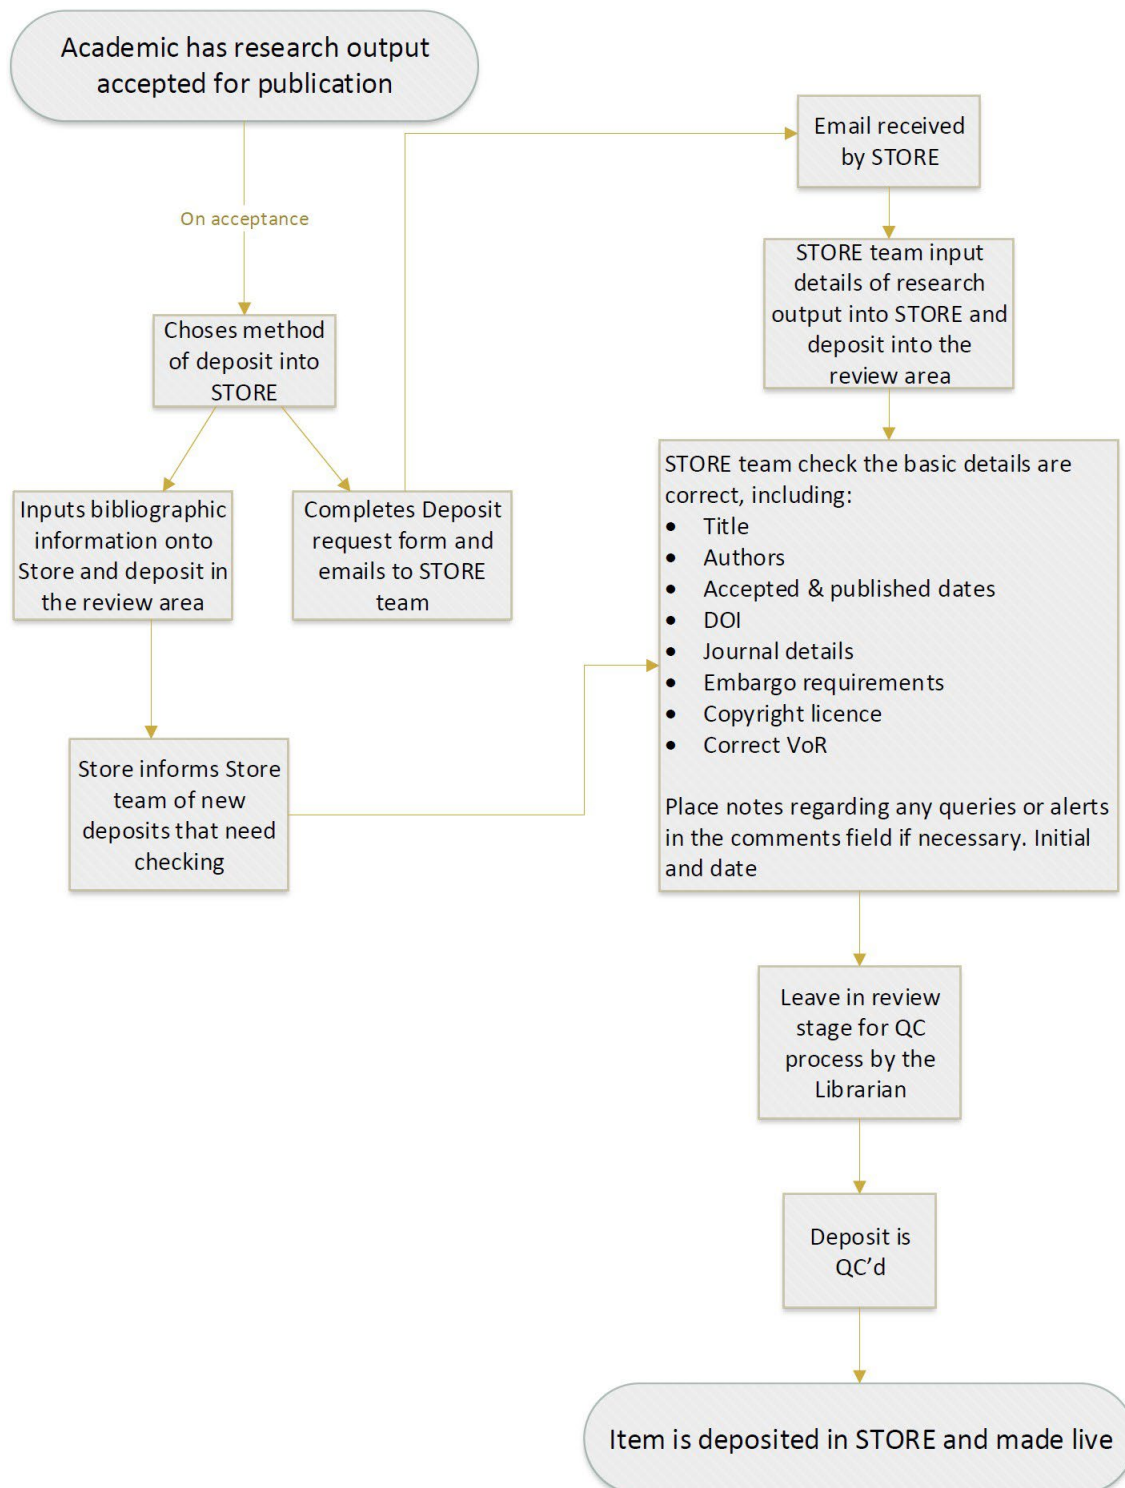 Academic has research output
accepted for publication
On acceptance
Choses method
of deposit into
STORE
Inputs bibliographic
information onto
Store and deposit in
the review area
Completes Deposit
request form and
emails to STORE
team
Store informs Store
team of new
deposits that need
checking
Email received
by STORE
STORE team input
details of research
output into STORE and
deposit into the
review area
STORE team check the basic details are
correct, including:
• Title
• Authors
• Accepted & published dates
• DOI
• Journal details
• Embargo requirements
• Copyright licence
• Correct VoR
Place notes regarding any queries or alerts
in the comments field if necessary. Initial
and date
Leave in review
stage for QC
process by the
Librarian
Deposit is
QC’d
Item is deposited in STORE and made live